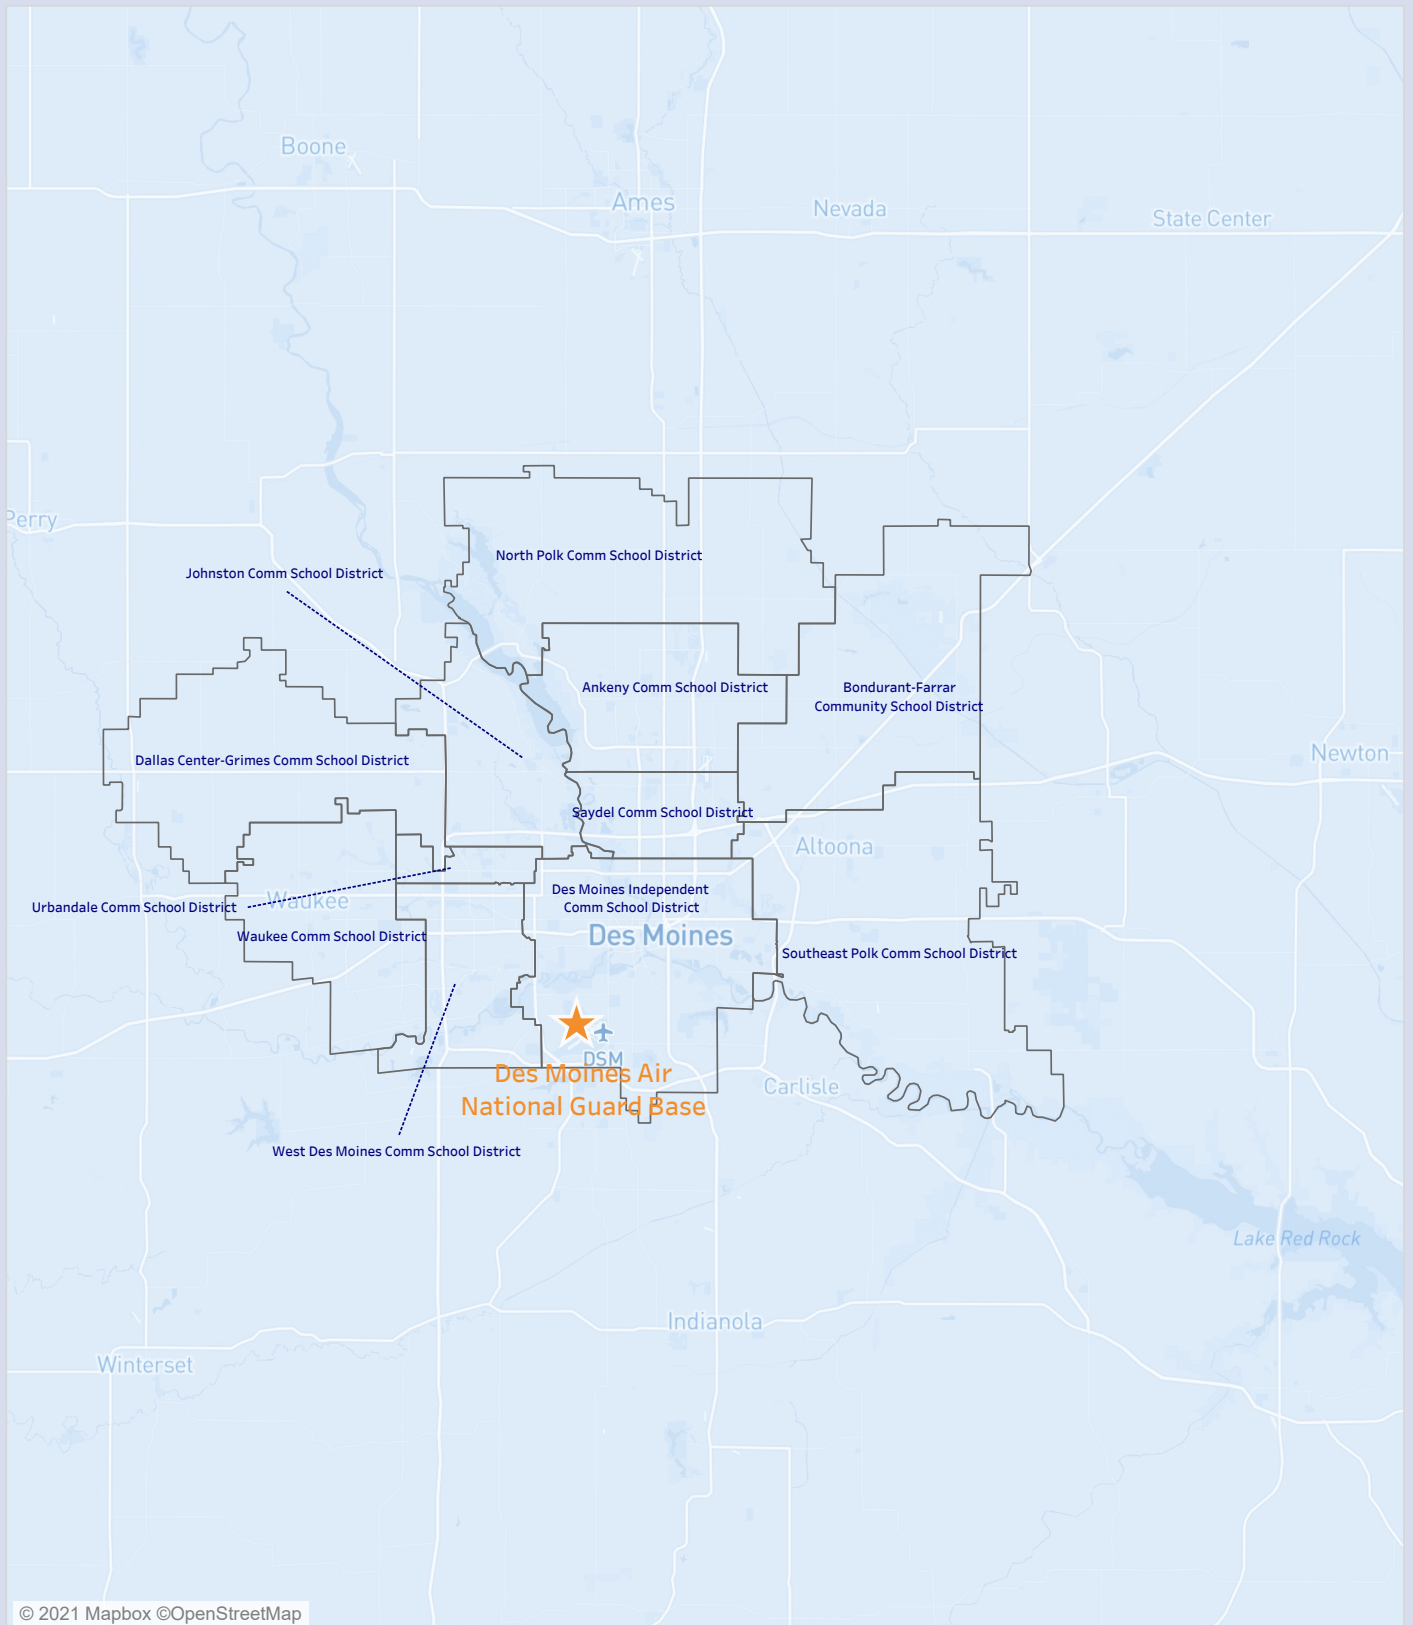 Boone
Ames
Nevada
State Center
Perry
North Polk Comm School District
Johnston Comm School District
Ankeny Comm School District
Bondurant-Farrar
Community School District
Newton
Dallas Center-Grimes Comm School District
Saydel Comm School District
Altoona
Des Moines Independent
Comm School District
Waukee
Urbandale Comm School District
Waukee Comm School District
Des Moines
Southeast Polk Comm School District
DSM
Des Moines Air
National Guard Base
Carlisle
West Des Moines Comm School District
Lake Red Rock
Indianola
Winterset
© 2021 Mapbox ©OpenStreetMap